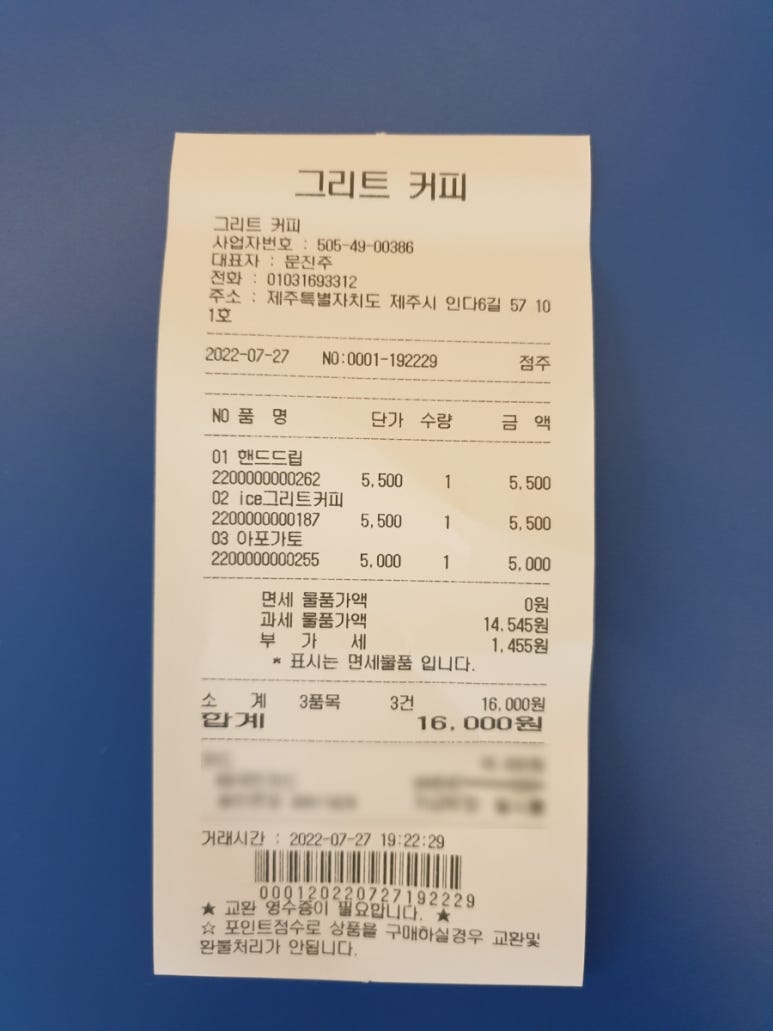 그리트 커피
그리트 커피
사업자번호 : 505-49-00386
대표자 : 문진주
전화 : 01031693312
주소 : 제주특별자치도 제주시 인다6길 57 10
1호
2022-07-27 NO:0001-192229 점주
NO 품 명 단가 수량 금 액
01 핸드드립
2200000000262 5,500 1 5,500
02 ice그리트커피
2200000000187 5,500 1 5,500
03 아포가토
2200000000255 5,000 1 5,000
면세 물품가액 0원
과세 물품가액 14,545원
부 가 세 1,455원
* 표시는 면세물품 입니다.
소 계 3품목 3건 16,000원
합계 16,000원
거래시간 : 2022-07-27 19:22:29
000120220727192229
★ 교환 영수증이 필요합니다. ★
☆ 포인트점수로 상품을 구매하실경우 교환및
환불처리가 안됩니다.